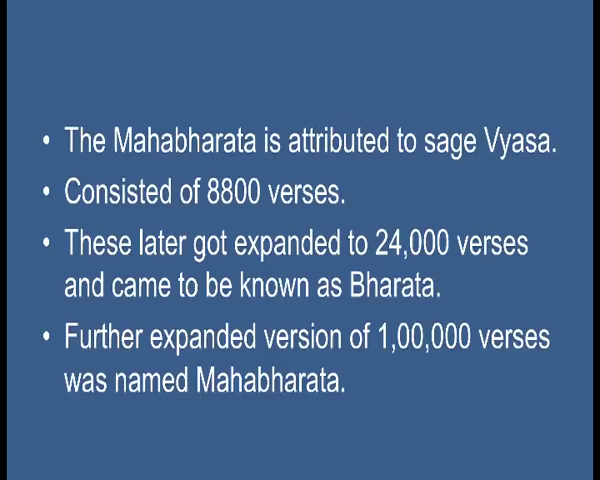 • The Mahabharata is attributed to sage Vyasa.
• Consisted of 8800 verses.
• These later got expanded to 24,000 verses
and came to be known as Bharata.
• Further expanded version of 1,00,000 verses
was named Mahabharata.